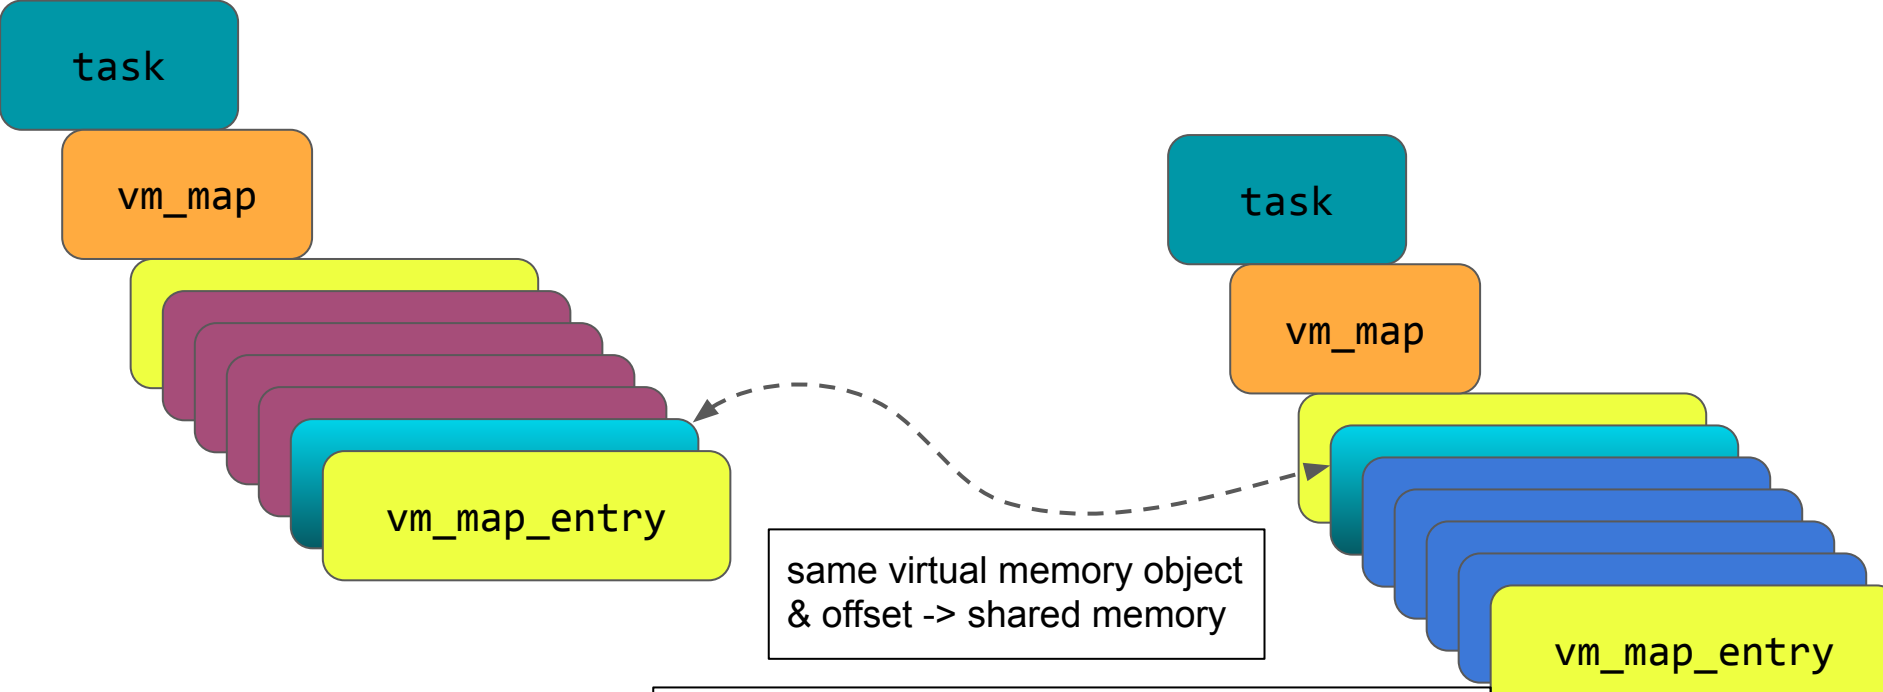 task
vm_map
vm_map_entry
same virtual memory object
& offset -> shared memory
task
vm_map
vm_map_entry